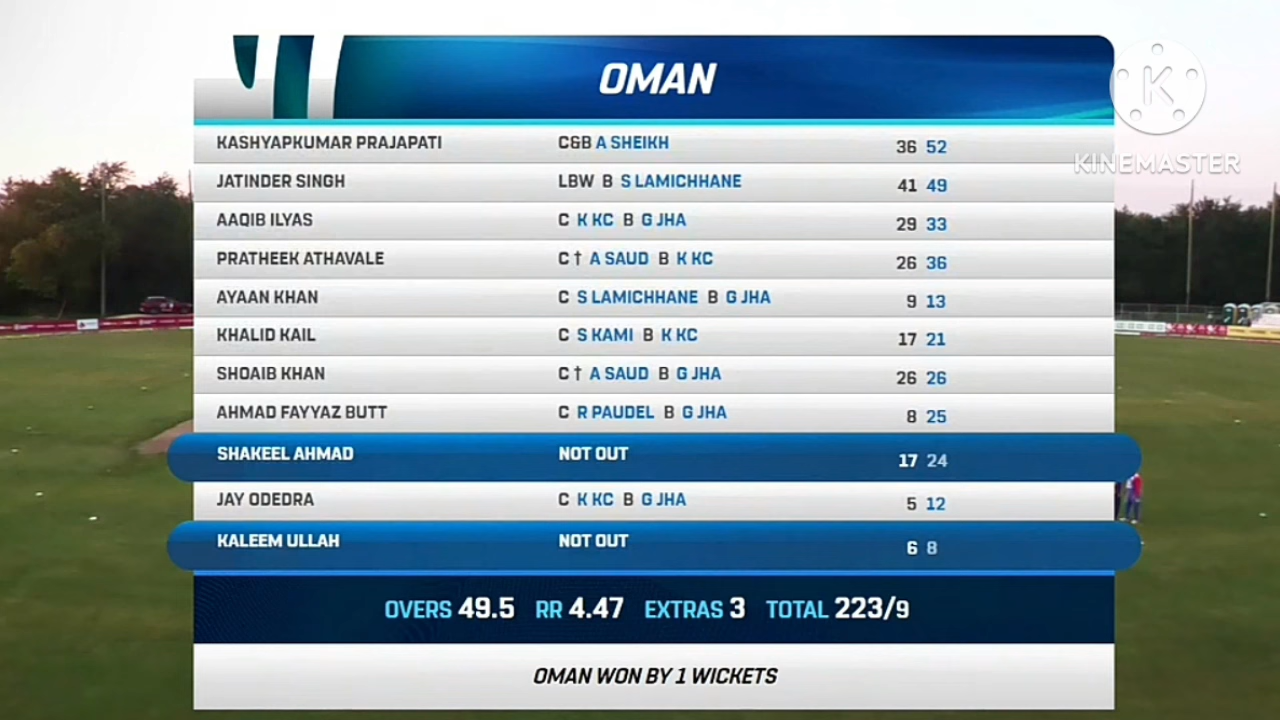 OMAN
KASHYAPKUMAR PRAJAPATI C&B A SHEIKH 36 52
JATINDER SINGH LBW B S LAMICHHANE 41 49
AAQIB ILYAS C K KC B G JHA 29 33
PRATHEEK ATHAVALE C † A SAUD B K KC 26 36
AYAAN KHAN C S LAMICHHANE B G JHA 9 13
KHALID KAIL C S KAMI B K KC 17 21
SHOAIB KHAN C † A SAUD B G JHA 26 26
AHMAD FAYYAZ BUTT C R PAUDEL B G JHA 8 25
SHAKEEL AHMAD NOT OUT 17 24
JAY ODEDRA C K KC B G JHA 5 12
KALEEM ULLAH NOT OUT 6 8
OVERS 49.5 RR 4.47 EXTRAS 3 TOTAL 223/9
OMAN WON BY 1 WICKETS
K
KINEMASTER